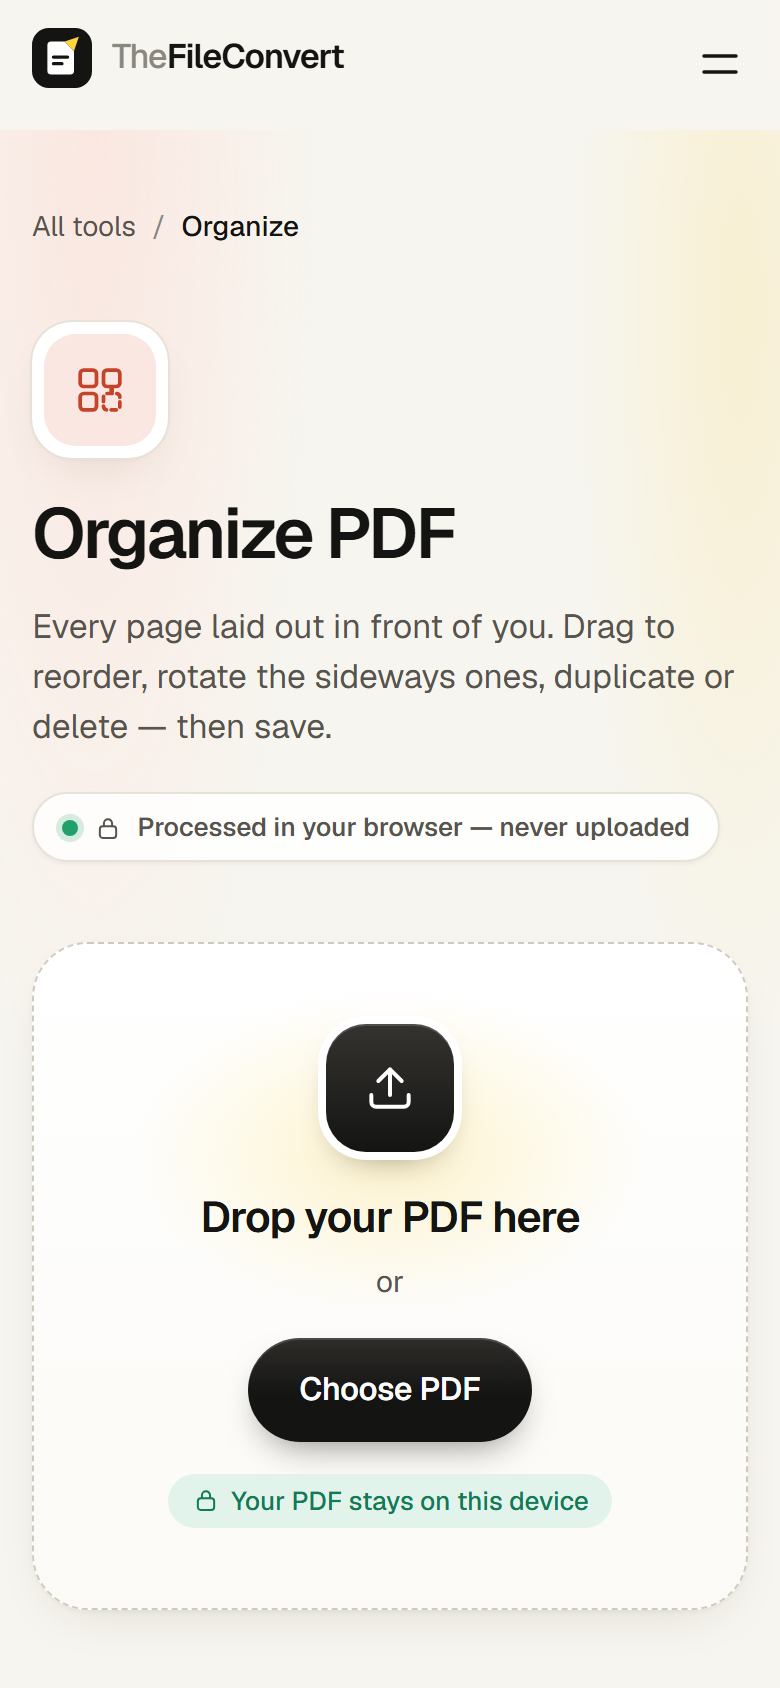 TheFileConvert
All tools / Organize
Organize PDF
Every page laid out in front of you. Drag to
reorder, rotate the sideways ones, duplicate or
delete — then save.
Processed in your browser — never uploaded
Drop your PDF here
or
Choose PDF
Your PDF stays on this device